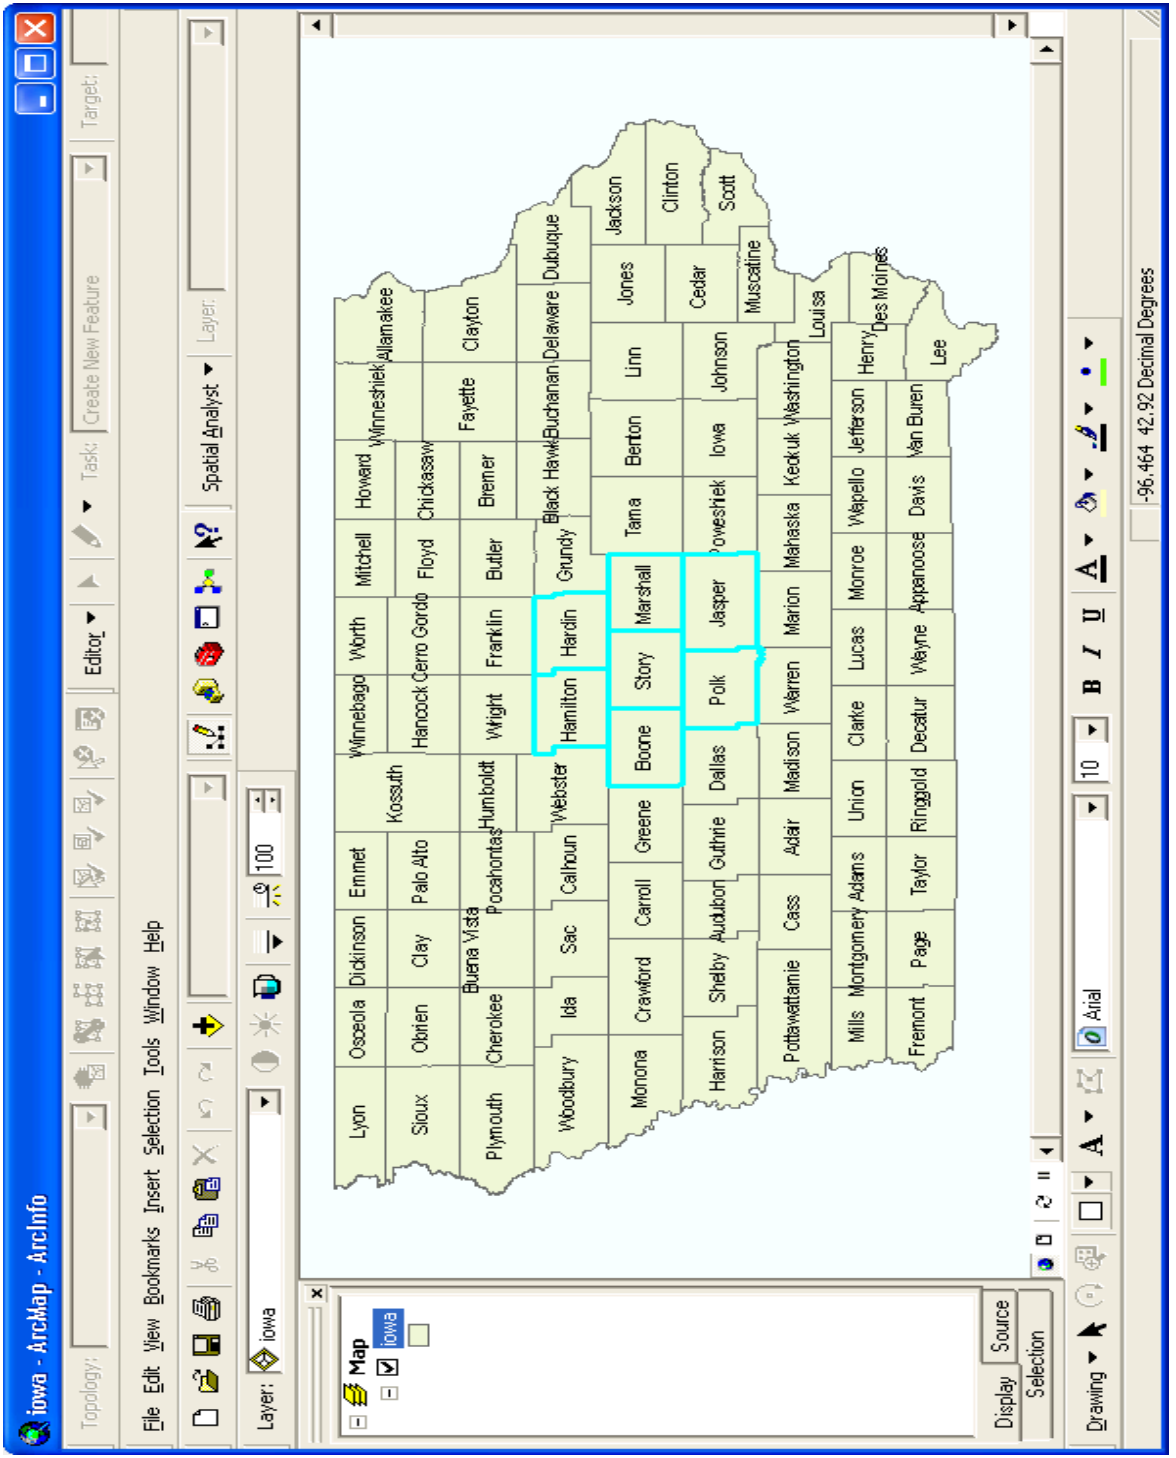 iowa - ArcMap - ArcInfo
Topology: Editor Task: Create New Feature Target:
File Edit View Bookmarks Insert Selection Tools Window Help
Spatial Analyst Layer:
Layer: iowa 100
Map
iowa
Display Source
Selection
Lyon Osceola Dickinson Emmet Winnebago Worth Mitchell Howard Winneshiek Allamakee
Kossuth
Sioux Obrien Clay Palo Alto Hancock Cerro Gordo Floyd Chickasaw
Clayton
Fayette
Buena Vista
Plymouth Cherokee Pocahontas Humboldt Wright Franklin Butler Bremer
Woodbury Ida Sac Calhoun Webster Hamilton Hardin Grundy Black Hawk Buchanan Delaware Dubuque
Jackson
Monona Crawford Carroll Greene Boone Story Marshall Tama Benton Linn Jones
Clinton
Cedar
Harrison Shelby Audubon Guthrie Dallas Polk Jasper Poweshiek Iowa Johnson Scott
Muscatine
Pottawattamie Cass Adair Madison Warren Marion Mahaska Keokuk Washington
Louisa
Mills Montgomery Adams Union Clarke Lucas Monroe Wapello Jefferson Henry Des Moines
Fremont Page Taylor Ringgold Decatur Wayne Appanoose Davis Van Buren Lee
Drawing A Arial 10 B I U A
-96.464 42.92 Decimal Degrees